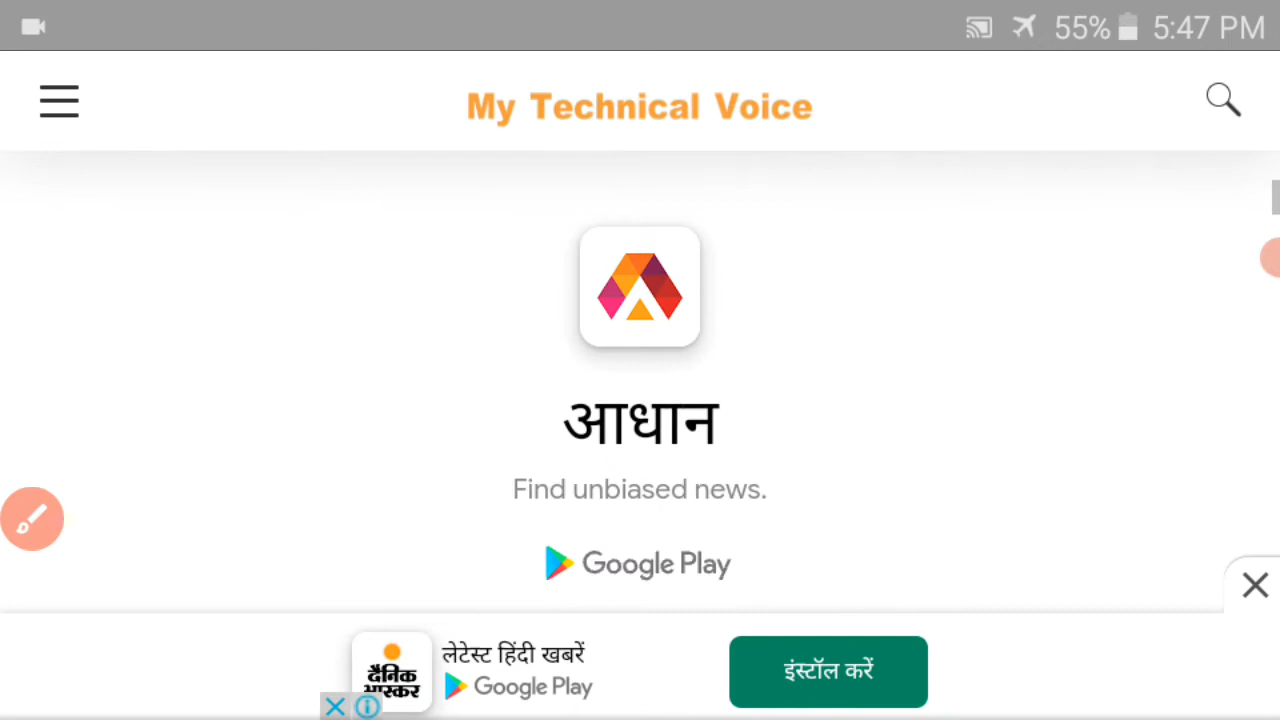 55% 5:47 PM
My Technical Voice
आधान
Find unbiased news.
Google Play
लेटेस्ट हिंदी खबरें
दैनिक
भास्कर
Google Play
इंस्टॉल करें